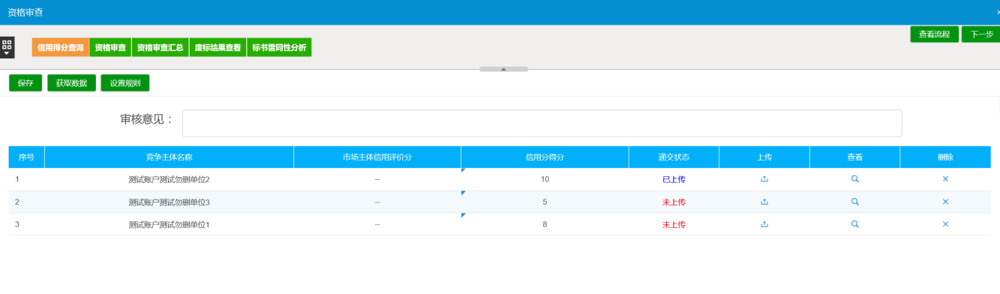 资格审查
查看流程 下一步
信用得分查询 资格审查 资格审查汇总 废标结果查看 标书雷同性分析
保存 获取数据 设置规则
审核意见：
序号 竞争主体名称 市场主体信用评价分 信用分得分 递交状态 上传 查看 删除
1 测试账户测试勿删单位2 -- 10 已上传
2 测试账户测试勿删单位3 -- 5 未上传
3 测试账户测试勿删单位1 -- 8 未上传